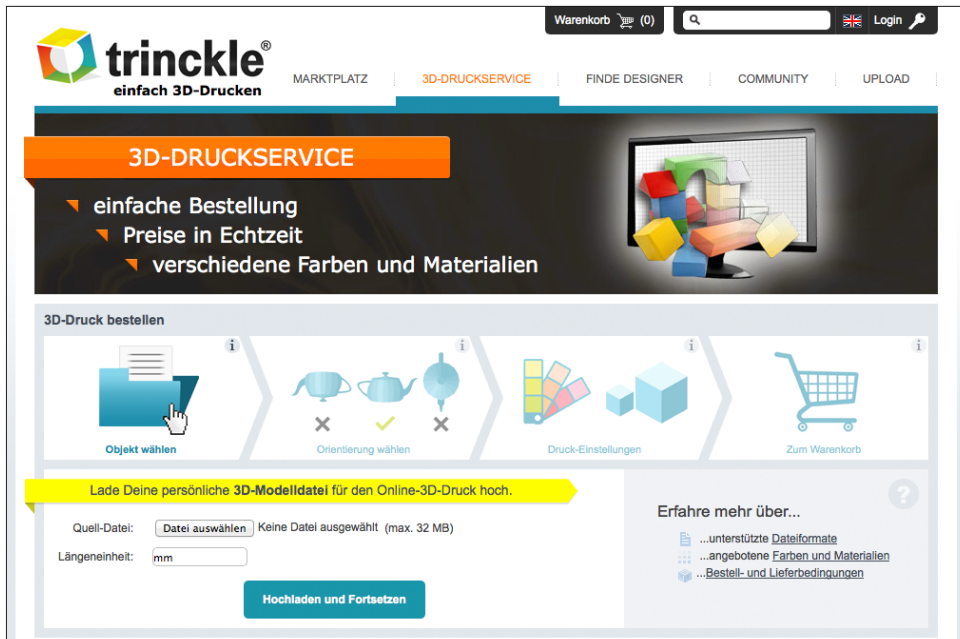 Warenkorb (0)
Login
trinckle®
einfach 3D-Drucken
MARKTPLATZ
3D-DRUCKSERVICE
FINDE DESIGNER
COMMUNITY
UPLOAD
3D-DRUCKSERVICE
einfache Bestellung
Preise in Echtzeit
verschiedene Farben und Materialien
3D-Druck bestellen
Objekt wählen
Orientierung wählen
Druck-Einstellungen
Zum Warenkorb
Lade Deine persönliche 3D-Modelldatei für den Online-3D-Druck hoch.
Quell-Datei: Datei auswählen Keine Datei ausgewählt (max. 32 MB)
Längeneinheit: mm
Hochladen und Fortsetzen
?
Erfahre mehr über...
...unterstützte Dateiformate
...angebotene Farben und Materialien
...Bestell- und Lieferbedingungen